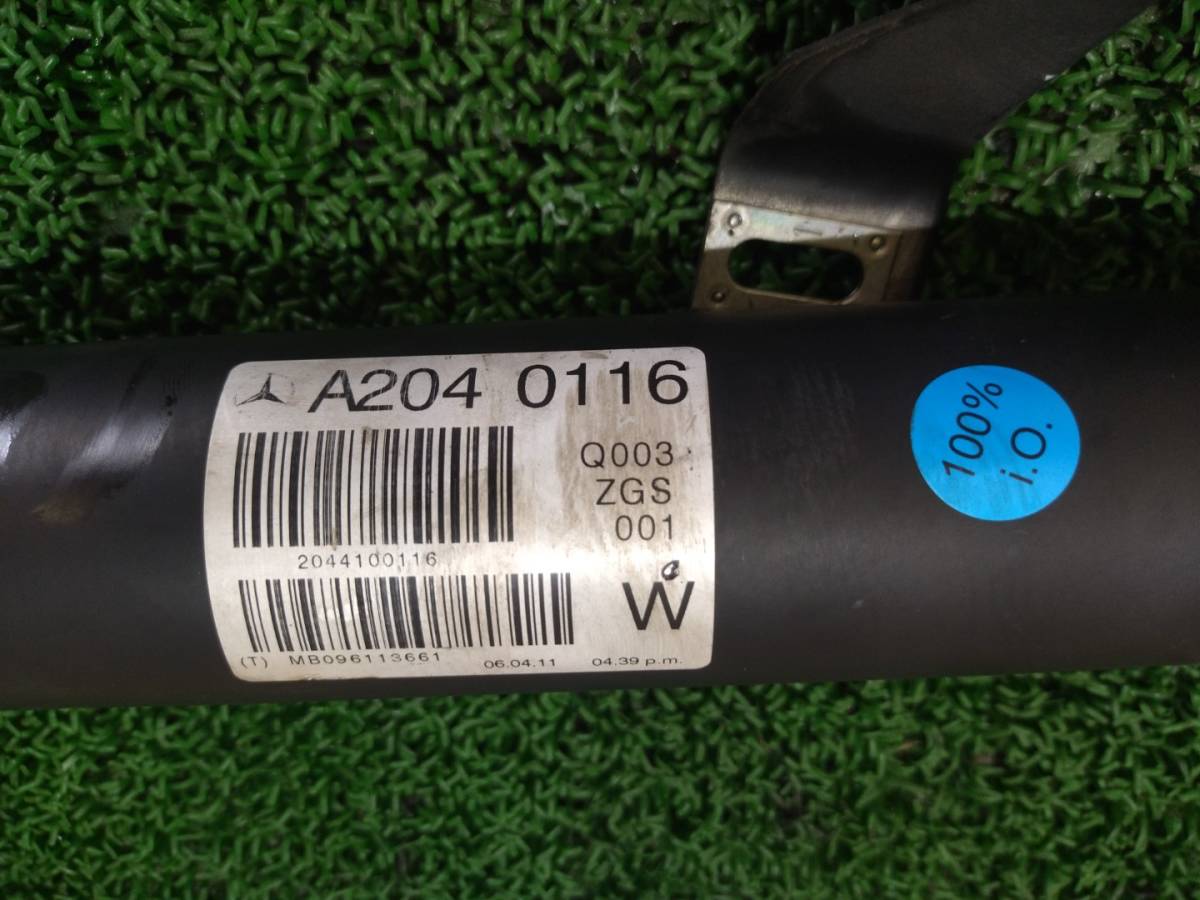 A204 0116
Q003
ZGS
001
2044100116
W
(T) MB096113661 06.04.11 04.39 p.m.
100%
i.O.